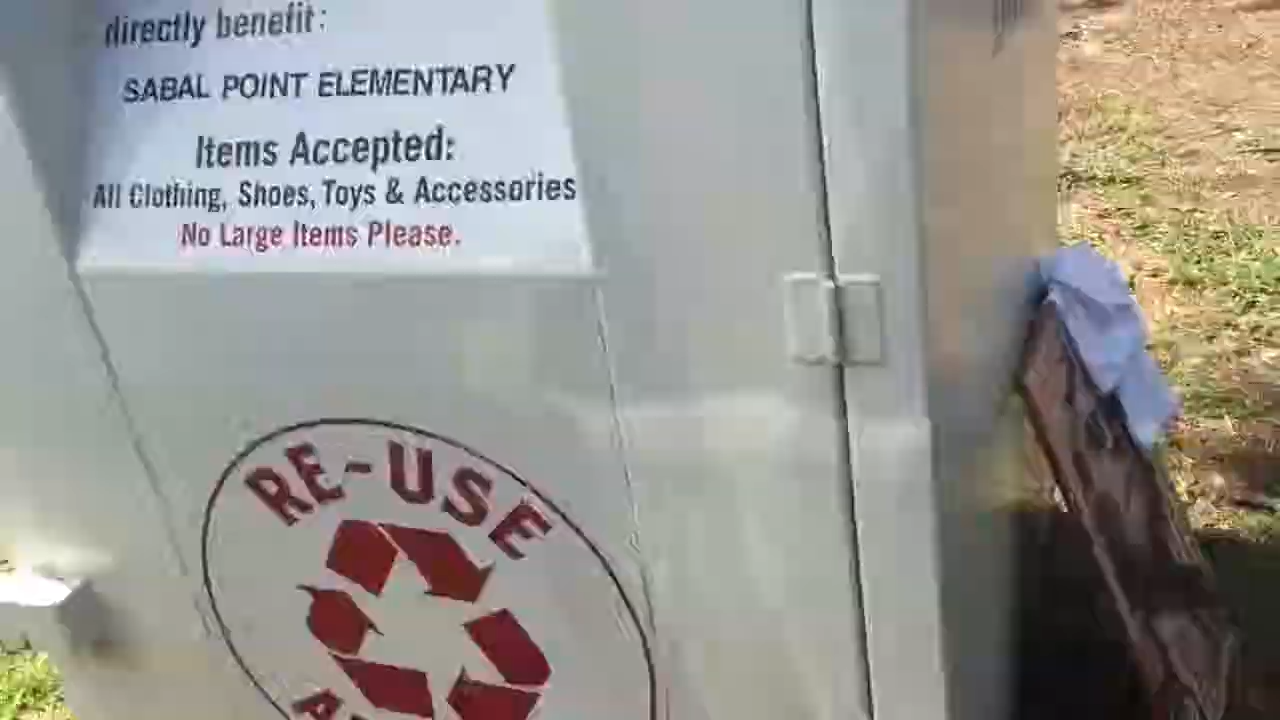 directly benefit:
SABAL POINT ELEMENTARY
Items Accepted:
All Clothing, Shoes, Toys & Accessories
No Large Items Please.
RE-USE